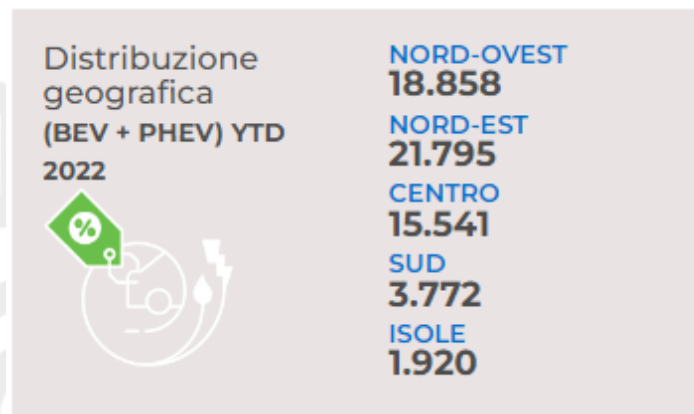 Distribuzione
geografica
(BEV + PHEV) YTD
2022
%
NORD-OVEST
18.858
NORD-EST
21.795
CENTRO
15.541
SUD
3.772
ISOLE
1.920